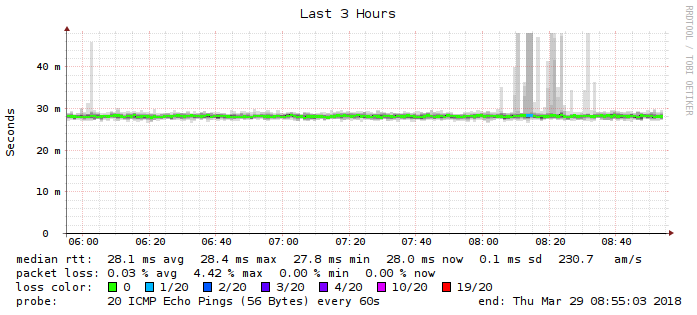 Last 3 Hours
RRDTOOL / TOBI OETIKER
Seconds
40 m
30 m
20 m
10 m
0
06:00 06:20 06:40 07:00 07:20 07:40 08:00 08:20 08:40
median rtt: 28.1 ms avg 28.4 ms max 27.8 ms min 28.0 ms now 0.1 ms sd 230.7 am/s
packet loss: 0.03 % avg 4.42 % max 0.00 % min 0.00 % now
loss color: 0 1/20 2/20 3/20 4/20 10/20 19/20
probe: 20 ICMP Echo Pings (56 Bytes) every 60s end: Thu Mar 29 08:55:03 2018